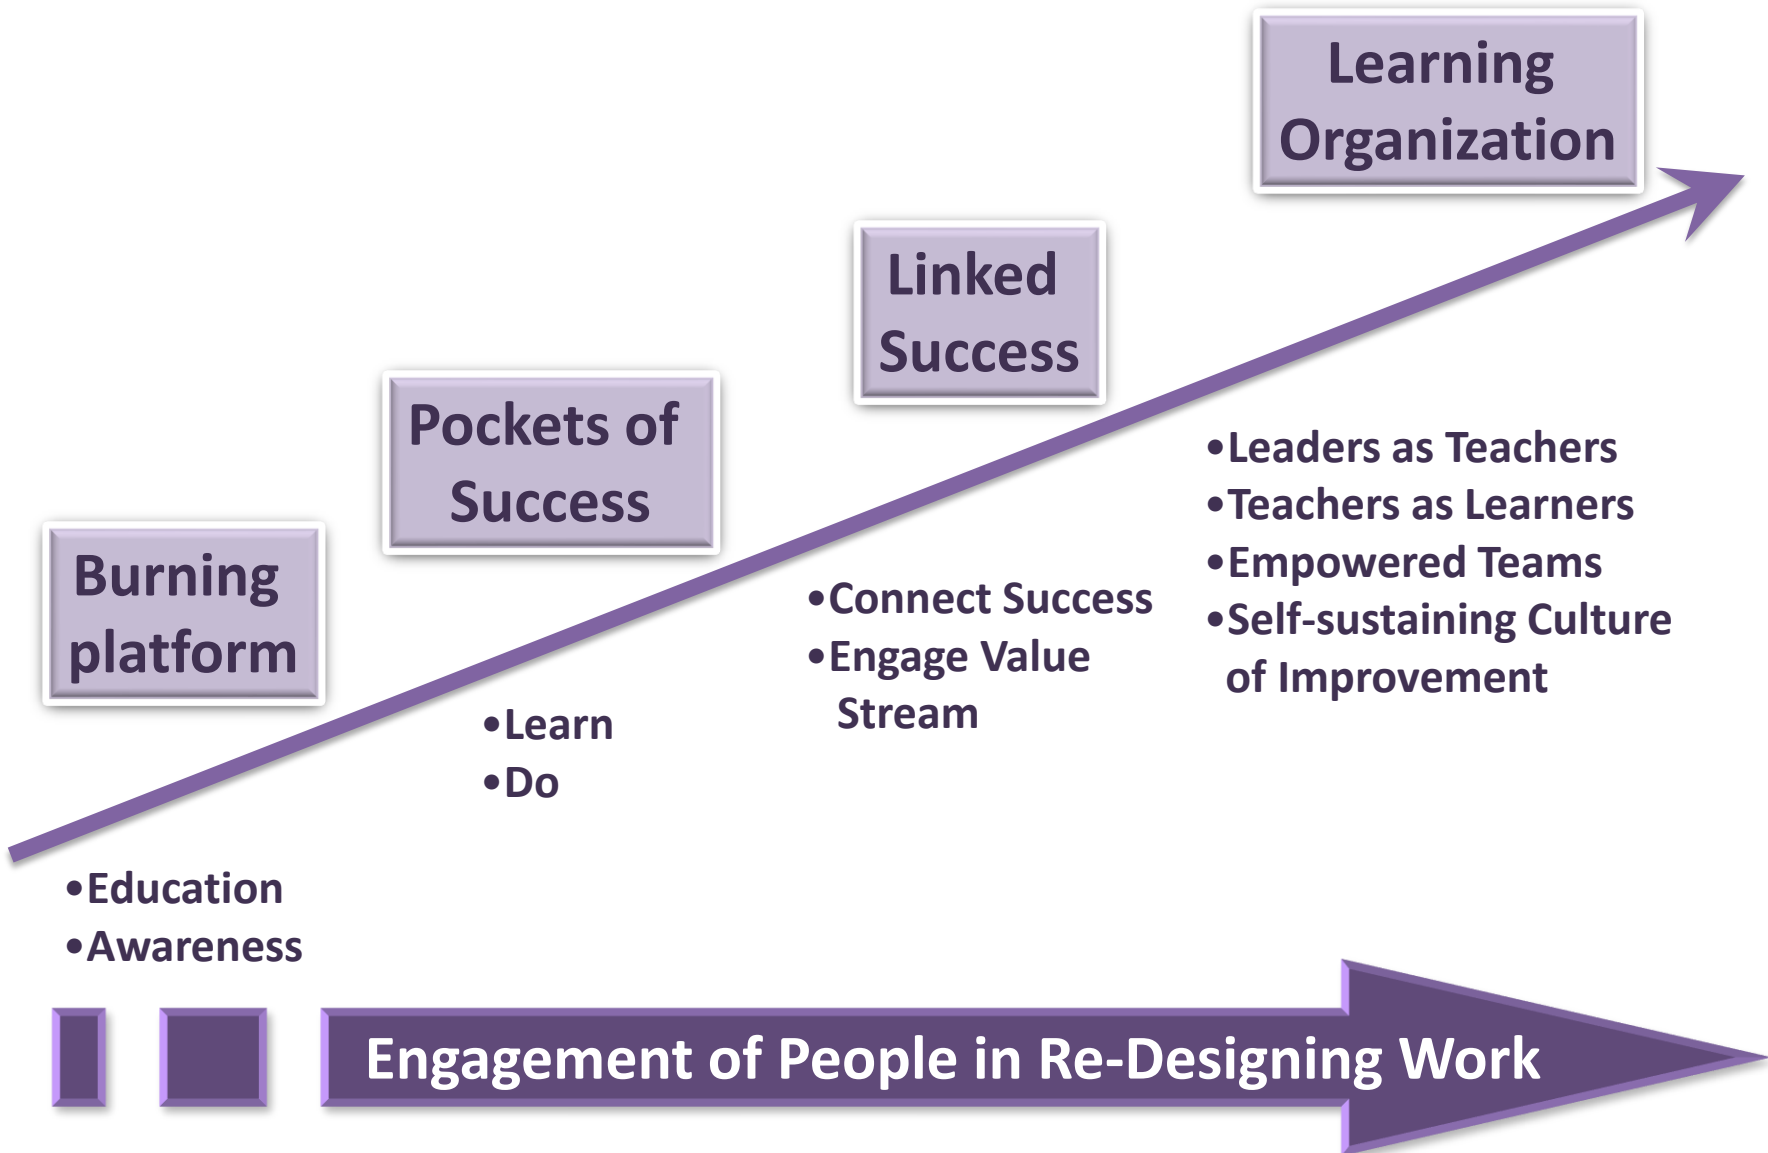 Learning
Organization
Linked
Success
Pockets of
Success
Burning
platform
•Leaders as Teachers
•Teachers as Learners
•Empowered Teams
•Self-sustaining Culture
of Improvement
•Connect Success
•Engage Value
Stream
•Learn
•Do
•Education
•Awareness
Engagement of People in Re-Designing Work